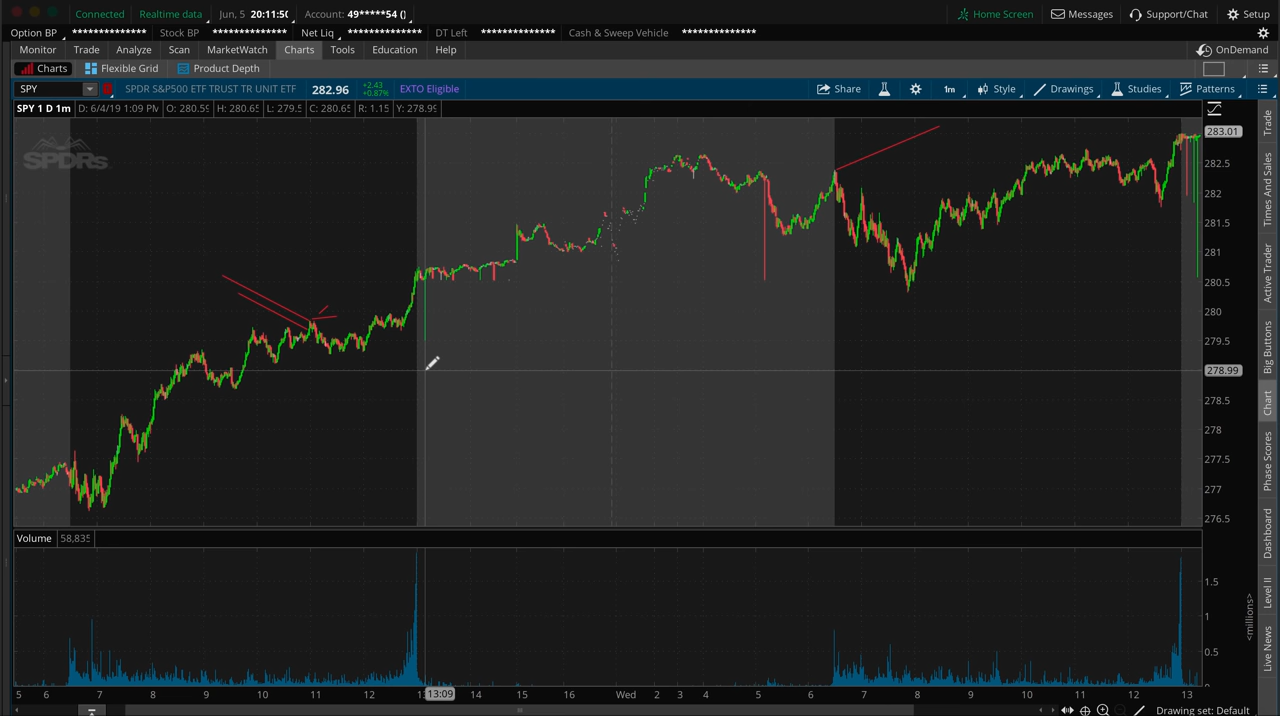 Connected Realtime data Jun, 5 20:11:5( Account: 49*****54 () Home Screen Messages Support/Chat Setup
Option BP ************** Stock BP ************** Net Liq ************** DT Left ************** Cash & Sweep Vehicle **************
Monitor Trade Analyze Scan MarketWatch Charts Tools Education Help OnDemand
Charts Flexible Grid Product Depth
SPY SPDR S&P500 ETF TRUST TR UNIT ETF 282.96 +2.43 +0.87% EXTO Eligible Share 1m Style Drawings Studies Patterns
SPY 1 D 1m D: 6/4/19 1:09 PM O: 280.59 H: 280.65 L: 279.5 C: 280.65 R: 1.15 Y: 278.99
SPDRs
283.01
282.5
282
281.5
281
280.5
280
279.5
278.99
278.5
278
277.5
277
276.5
Volume 58,835
1.5
1
0.5
0
<millions>
5 6 7 8 9 10 11 12 1 13:09 14 15 16 Wed 2 3 4 5 6 7 8 9 10 11 12 13
Drawing set: Default
Trade
Times And Sales
Active Trader
Big Buttons
Chart
Phase Scores
Dashboard
Level II
Live News